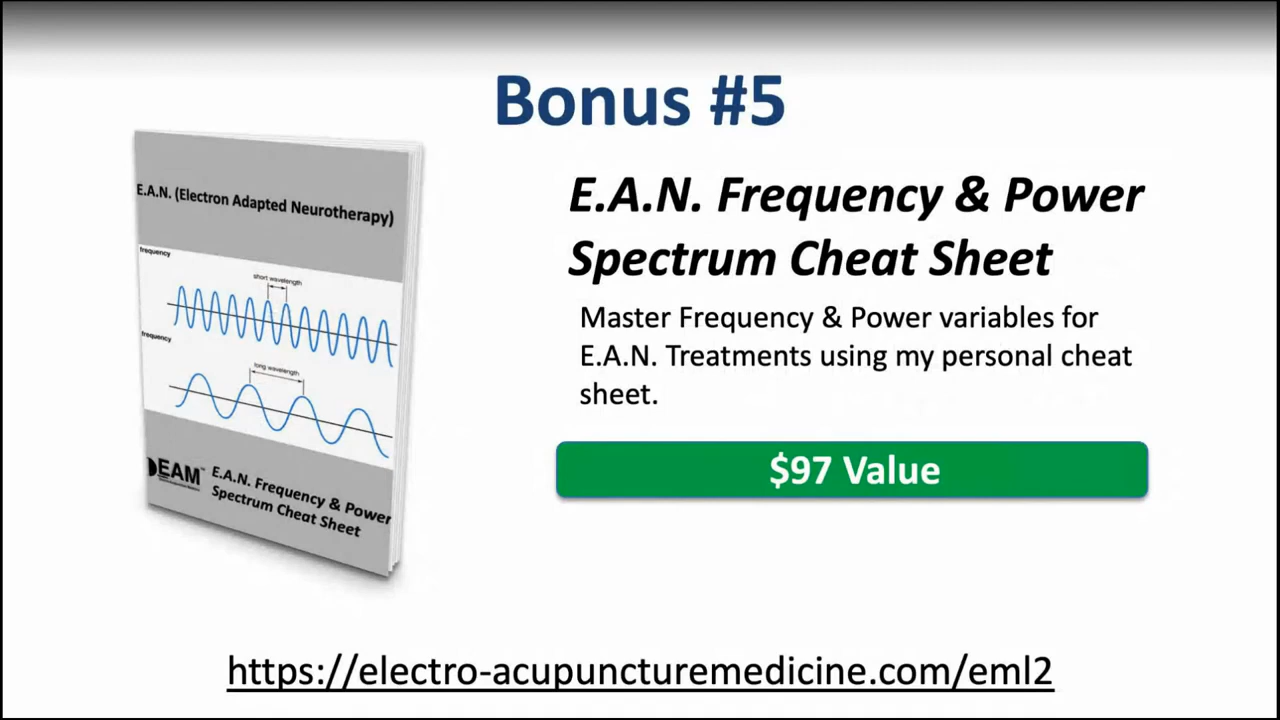 Bonus #5
E.A.N. (Electron Adapted Neurotherapy)
frequency
short wavelength
frequency
long wavelength
EAM
E.A.N. Frequency & Power
Spectrum Cheat Sheet
E.A.N. Frequency & Power
Spectrum Cheat Sheet
Master Frequency & Power variables for
E.A.N. Treatments using my personal cheat
sheet.
$97 Value
https://electro-acupuncturemedicine.com/eml2